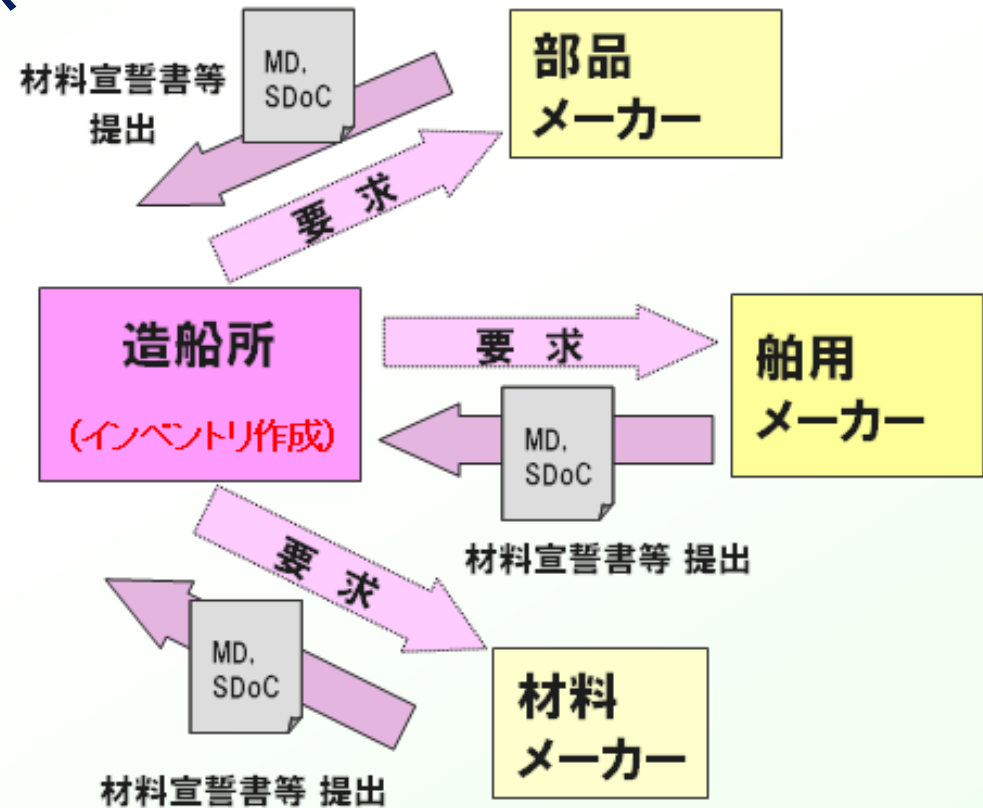 材料宣誓書等
提出
MD,
SDoC
部品
メーカー
要 求
造船所
(インベントリ作成)
要 求
舶用
メーカー
MD,
SDoC
材料宣誓書等 提出
要 求
MD,
SDoC
材料
メーカー
材料宣誓書等 提出